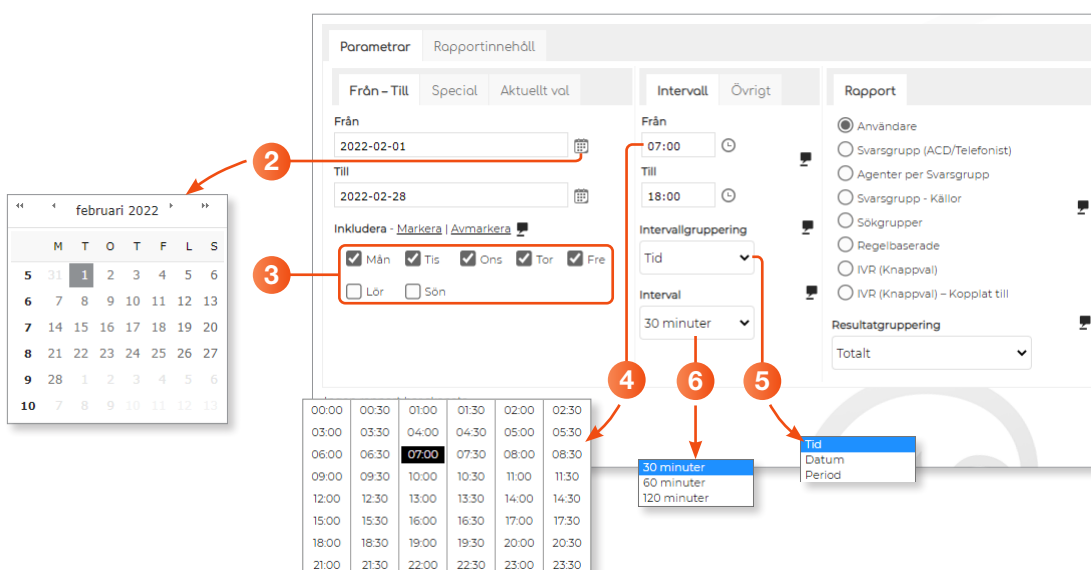 Parametrar Rapportinnehåll
Från – Till Special Aktuellt val
Från
2022-02-01
Till
2022-02-28
Inkludera - Markera | Avmarkera
Mån Tis Ons Tor Fre
Lör Sön
Intervall Övrigt
Från
07:00
Till
18:00
Intervallgruppering
Tid
Interval
30 minuter
Rapport
Användare
Svarsgrupp (ACD/Telefonist)
Agenter per Svarsgrupp
Svarsgrupp - Källor
Sökgrupper
Regelbaserade
IVR (Knappval)
IVR (Knappval) – Kopplat till
Resultatgruppering
Totalt
2
3
4
6
5
februari 2022
M T O T F L S
5 31 1 2 3 4 5 6
6 7 8 9 10 11 12 13
7 14 15 16 17 18 19 20
8 21 22 23 24 25 26 27
9 28 1 2 3 4 5 6
10 7 8 9 10 11 12 13
00:00 00:30 01:00 01:30 02:00 02:30
03:00 03:30 04:00 04:30 05:00 05:30
06:00 06:30 07:00 07:30 08:00 08:30
09:00 09:30 10:00 10:30 11:00 11:30
12:00 12:30 13:00 13:30 14:00 14:30
15:00 15:30 16:00 16:30 17:00 17:30
18:00 18:30 19:00 19:30 20:00 20:30
21:00 21:30 22:00 22:30 23:00 23:30
30 minuter
60 minuter
120 minuter
Tid
Datum
Period